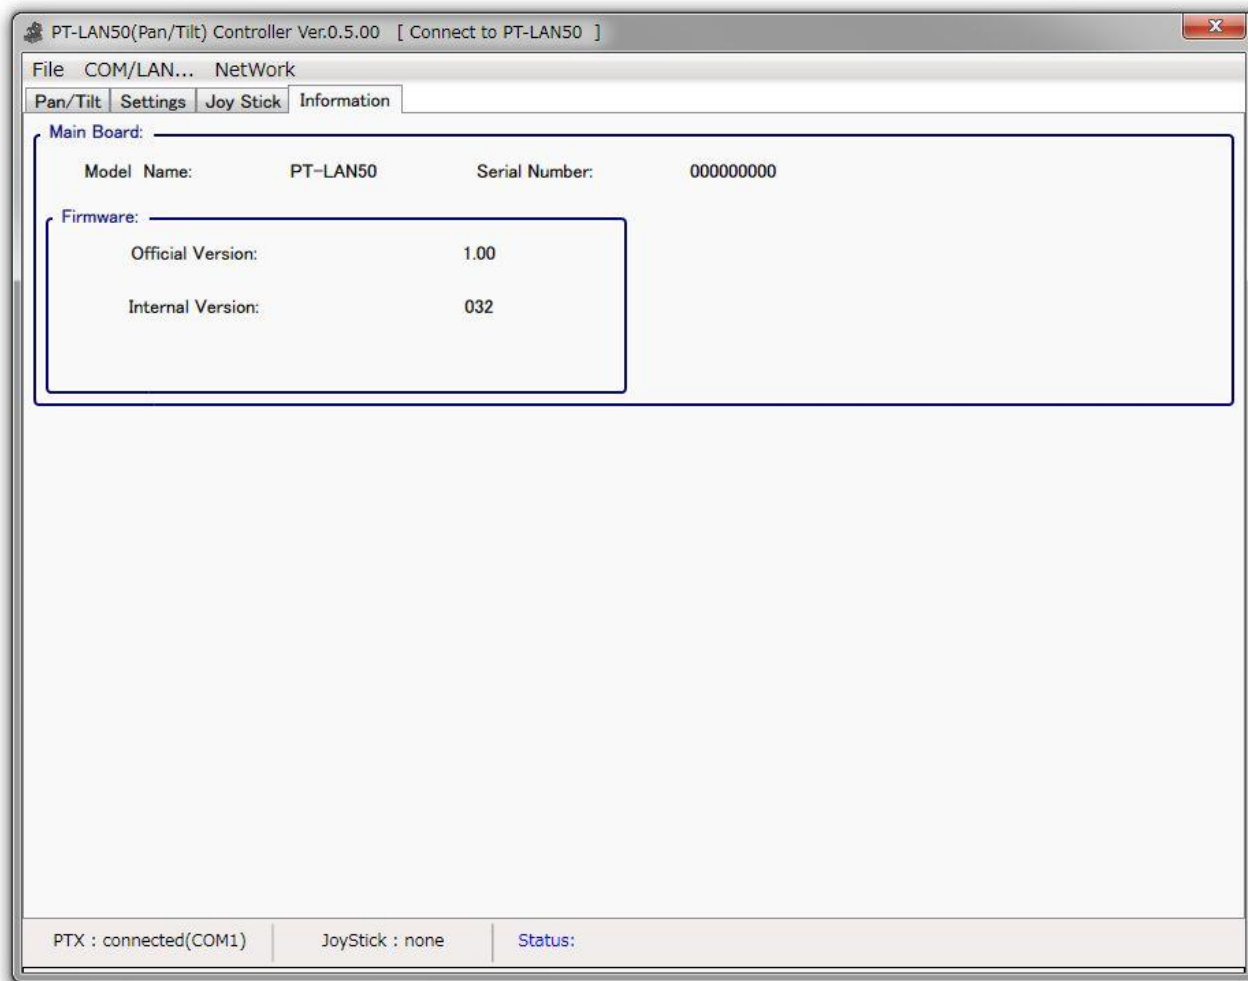 PT-LAN50(Pan/Tilt) Controller Ver.0.5.00 [ Connect to PT-LAN50 ]
File COM/LAN... NetWork
Pan/Tilt Settings Joy Stick Information
Main Board:
Model Name: PT-LAN50 Serial Number: 000000000
Firmware:
Official Version: 1.00
Internal Version: 032
PTX : connected(COM1) JoyStick : none Status: